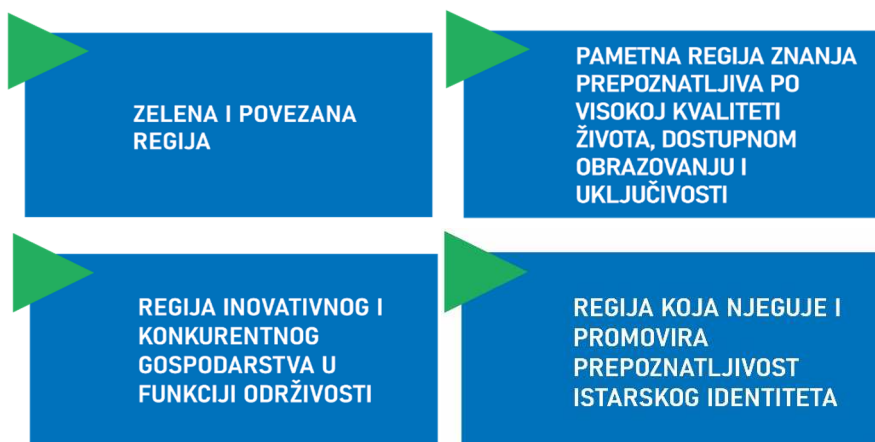 ZELENA I POVEZANA
REGIJA
PAMETNA REGIJA ZNANJA
PREPOZNATLJIVA PO
VISOKOJ KVALITETI
ŽIVOTA, DOSTUPNOM
OBRAZOVANJU I
UKLJUČIVOSTI
REGIJA INOVATIVNOG I
KONKURENTNOG
GOSPODARSTVA U
FUNKCIJI ODRŽIVOSTI
REGIJA KOJA NJEGUJE I
PROMOVIRA
PREPOZNATLJIVOST
ISTARSKOG IDENTITETA